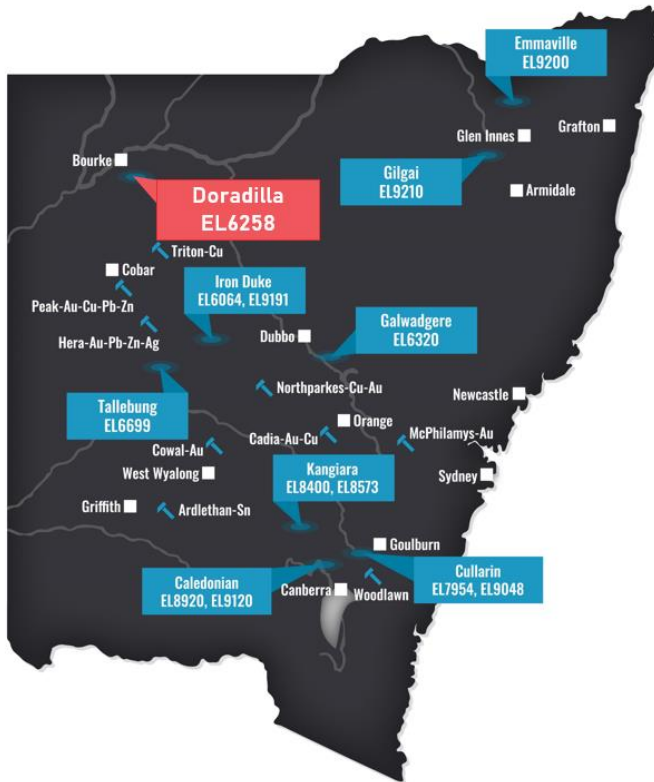 Emmaville
EL9200
Glen Innes
Grafton
Bourke
Gilgai
EL9210
Armidale
Doradilla
EL6258
Triton-Cu
Cobar
Iron Duke
EL6064, EL9191
Peak-Au-Cu-Pb-Zn
Galwadgere
EL6320
Dubbo
Hera-Au-Pb-Zn-Ag
Northparkes-Cu-Au
Newcastle
Tallebung
EL6699
Orange
McPhilamys-Au
Cadia-Au-Cu
Cowal-Au
Kangiara
EL8400, EL8573
West Wyalong
Sydney
Griffith
Ardlethan-Sn
Goulburn
Caledonian
EL8920, EL9120
Cullarin
EL7954, EL9048
Canberra
Woodlawn